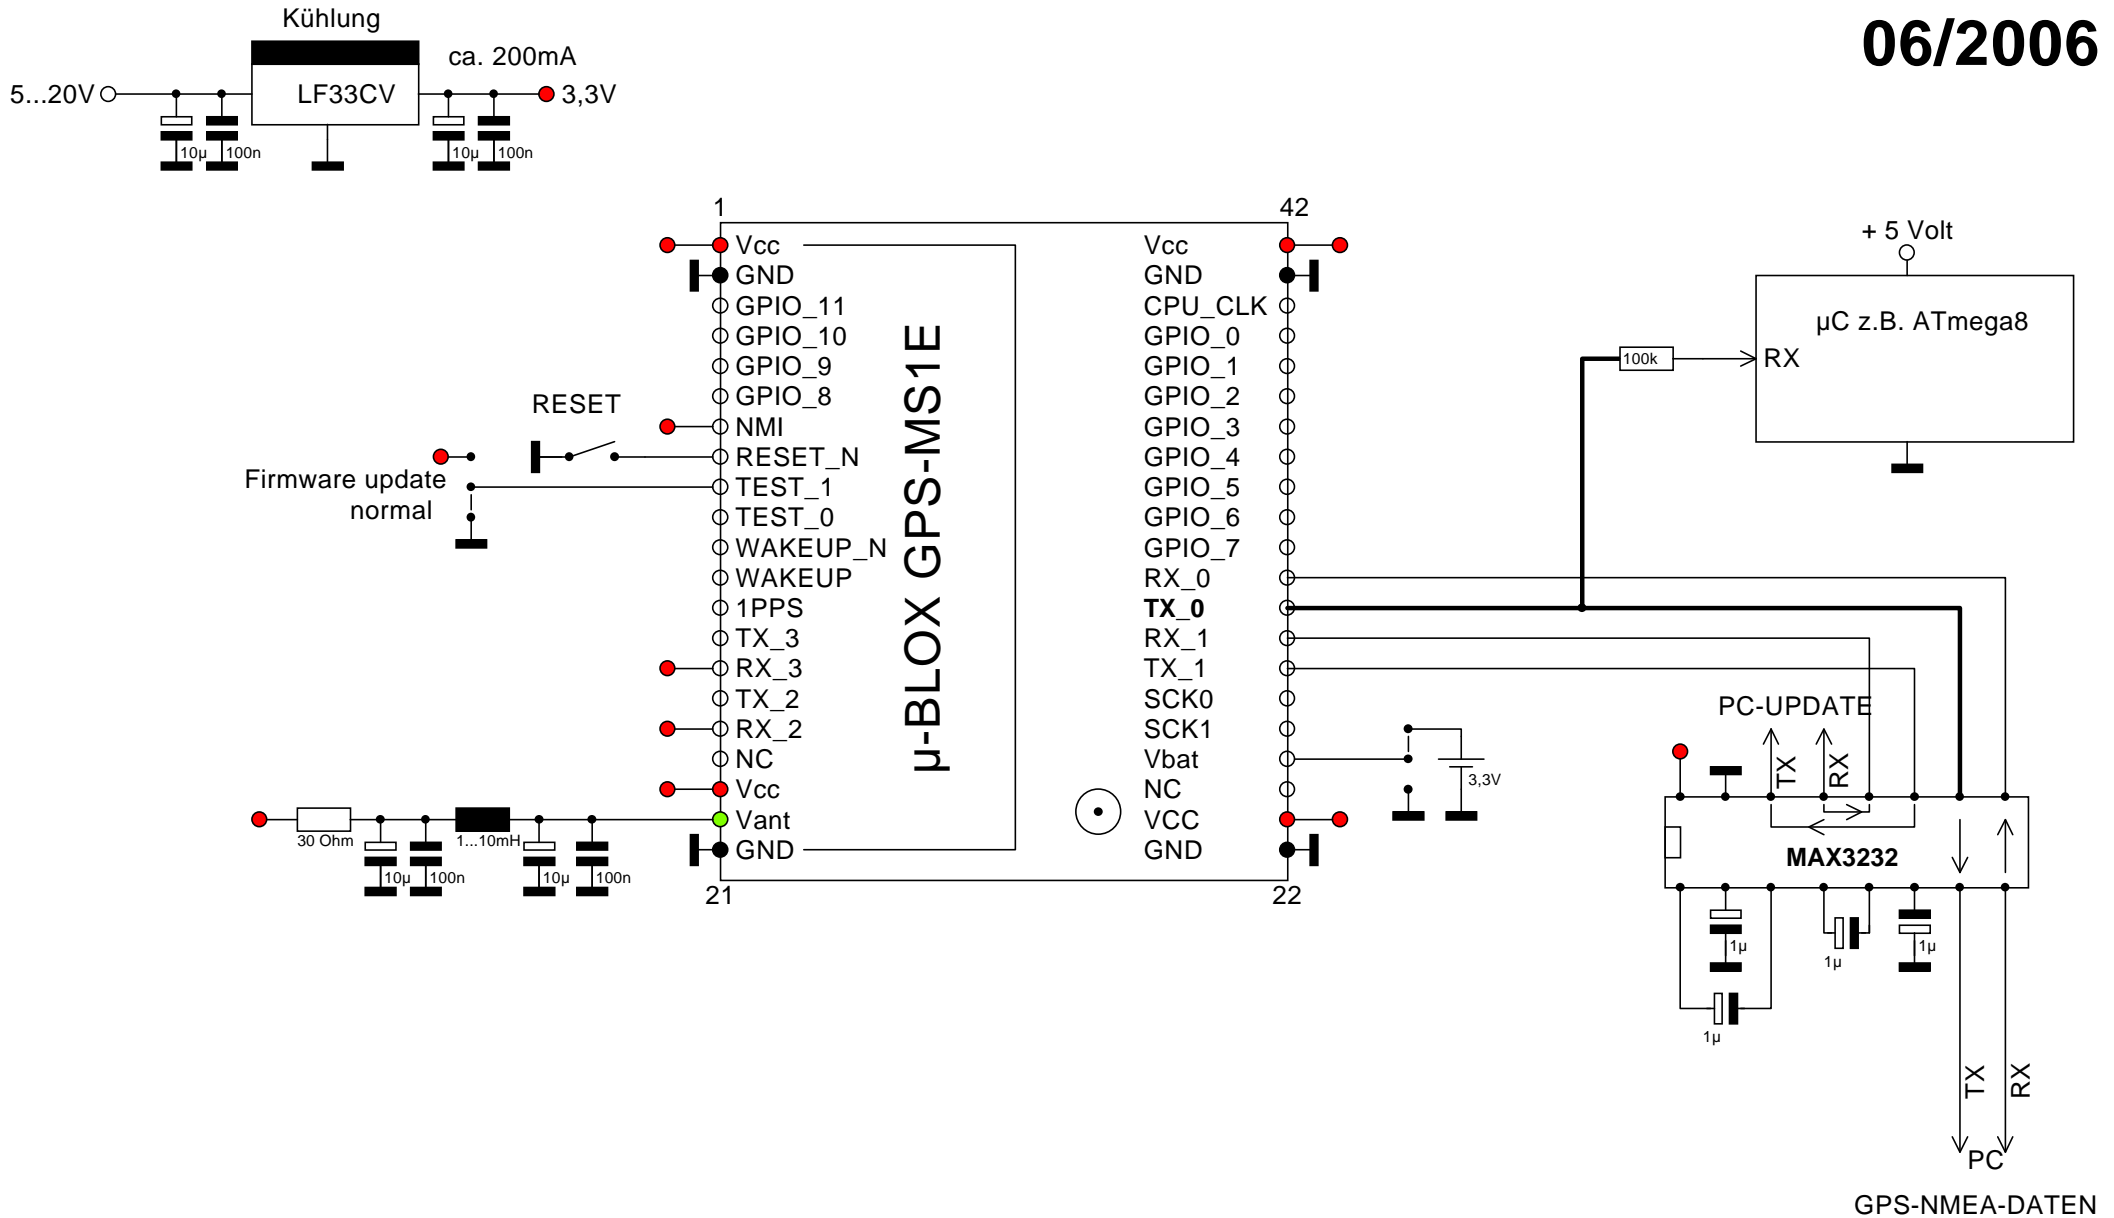 Kühlung
06/2006
ca. 200mA
5...20V
LF33CV
3,3V
10µ
100n
10µ
100n
1
42
Vcc
GND
GPIO_11
GPIO_10
GPIO_9
GPIO_8
NMI
RESET_N
TEST_1
TEST_0
WAKEUP_N
WAKEUP
1PPS
TX_3
RX_3
TX_2
RX_2
NC
Vcc
Vant
GND
µ-BLOX GPS-MS1E
Vcc
GND
CPU_CLK
GPIO_0
GPIO_1
GPIO_2
GPIO_3
GPIO_4
GPIO_5
GPIO_6
GPIO_7
RX_0
TX_0
RX_1
TX_1
SCK0
SCK1
Vbat
NC
VCC
GND
21
22
RESET
Firmware update
normal
30 Ohm
10µ
100n
1...10mH
10µ
100n
+ 5 Volt
µC z.B. ATmega8
100k
RX
3,3V
PC-UPDATE
TX
RX
MAX3232
1µ
1µ
1µ
1µ
TX
RX
PC
GPS-NMEA-DATEN